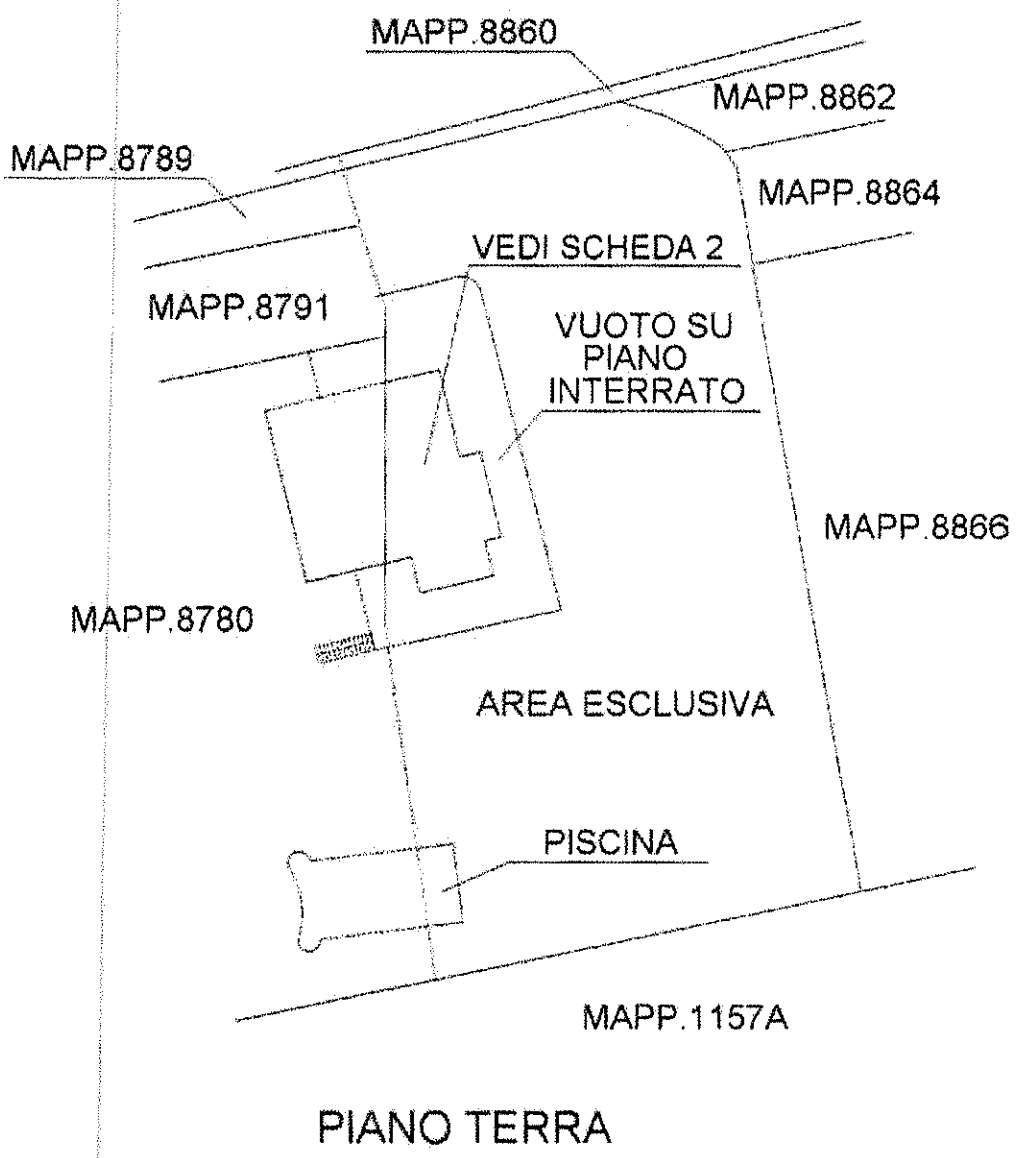 MAPP.8860
MAPP.8862
MAPP.8789
MAPP.8864
VEDI SCHEDA 2
MAPP.8791
VUOTO SU
PIANO
INTERRATO
MAPP.8866
MAPP.8780
AREA ESCLUSIVA
PISCINA
MAPP.1157A
PIANO TERRA